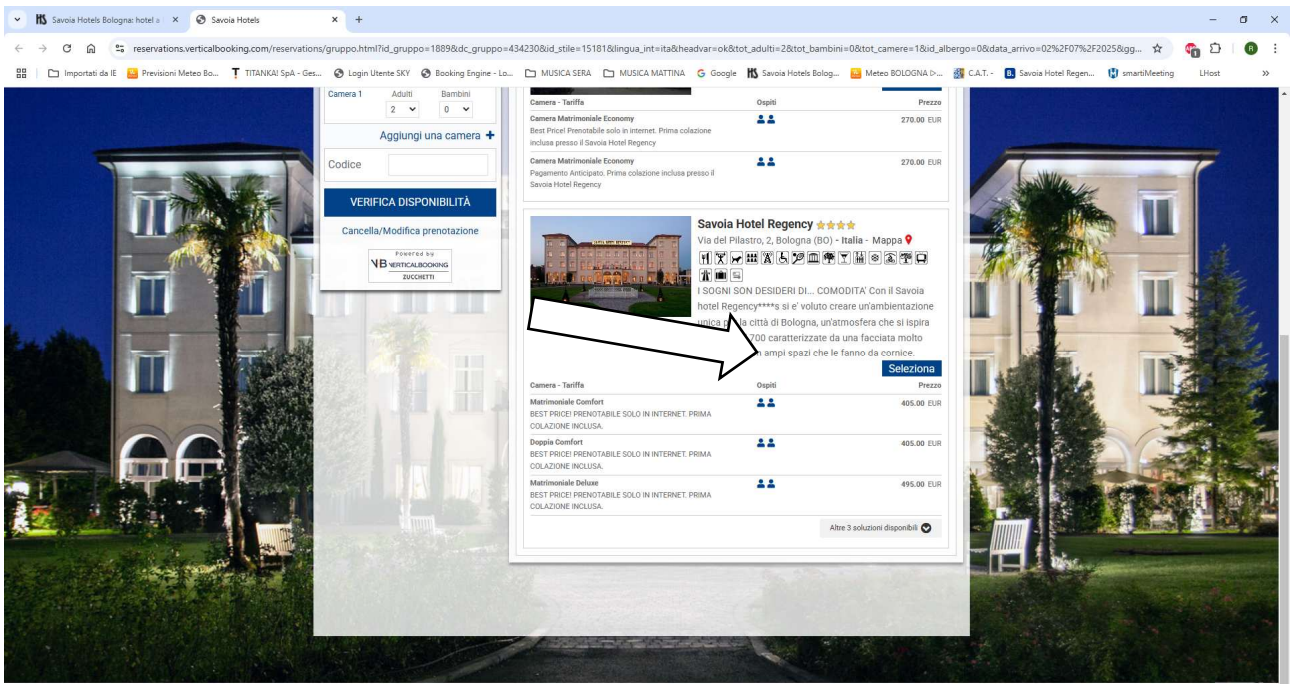 Savoia Hotels Bologna: hotel a
Savoia Hotels
reservations.verticalbooking.com/reservations/gruppo.html?id_gruppo=1889&dc_gruppo=434230&id_stile=15181&lingua_int=ita&headvar=ok&tot_adulti=2&tot_bambini=0&tot_camere=1&id_albergo=0&data_arrivo=02%2F07%2F2025&gg...
Importati da IE
Previsioni Meteo Bo...
TITANKA! SpA - Ges...
Login Utente SKY
Booking Engine - Lo...
MUSICA SERA
MUSICA MATTINA
Google
Savoia Hotels Bolog...
Meteo BOLOGNA ▷...
C.A.T. -
Savoia Hotel Regen...
smartiMeeting
LHost
Camera 1 Adulti Bambini
2 0
Aggiungi una camera +
Codice
VERIFICA DISPONIBILITÀ
Cancella/Modifica prenotazione
Powered by
VB VERTICALBOOKING
ZUCCHETTI
Camera - Tariffa Ospiti Prezzo
Camera Matrimoniale Economy 270.00 EUR
Best Price! Prenotabile solo in internet. Prima colazione
inclusa presso il Savoia Hotel Regency
Camera Matrimoniale Economy 270.00 EUR
Pagamento Anticipato. Prima colazione inclusa presso il
Savoia Hotel Regency
SAVOIA HOTEL REGENCY
Savoia Hotel Regency
Via del Pilastro, 2, Bologna (BO) - Italia - Mappa
I SOGNI SON DESIDERI DI... COMODITA' Con il Savoia
hotel Regency****s si e' voluto creare un'ambientazione
unica per la città di Bologna, un'atmosfera che si ispira
700 caratterizzate da una facciata molto
ampi spazi che le fanno da cornice.
Seleziona
Camera - Tariffa Ospiti Prezzo
Matrimoniale Comfort 405.00 EUR
BEST PRICE! PRENOTABILE SOLO IN INTERNET. PRIMA
COLAZIONE INCLUSA.
Doppia Comfort 405.00 EUR
BEST PRICE! PRENOTABILE SOLO IN INTERNET. PRIMA
COLAZIONE INCLUSA.
Matrimoniale Deluxe 495.00 EUR
BEST PRICE! PRENOTABILE SOLO IN INTERNET. PRIMA
COLAZIONE INCLUSA.
Altre 3 soluzioni disponibili